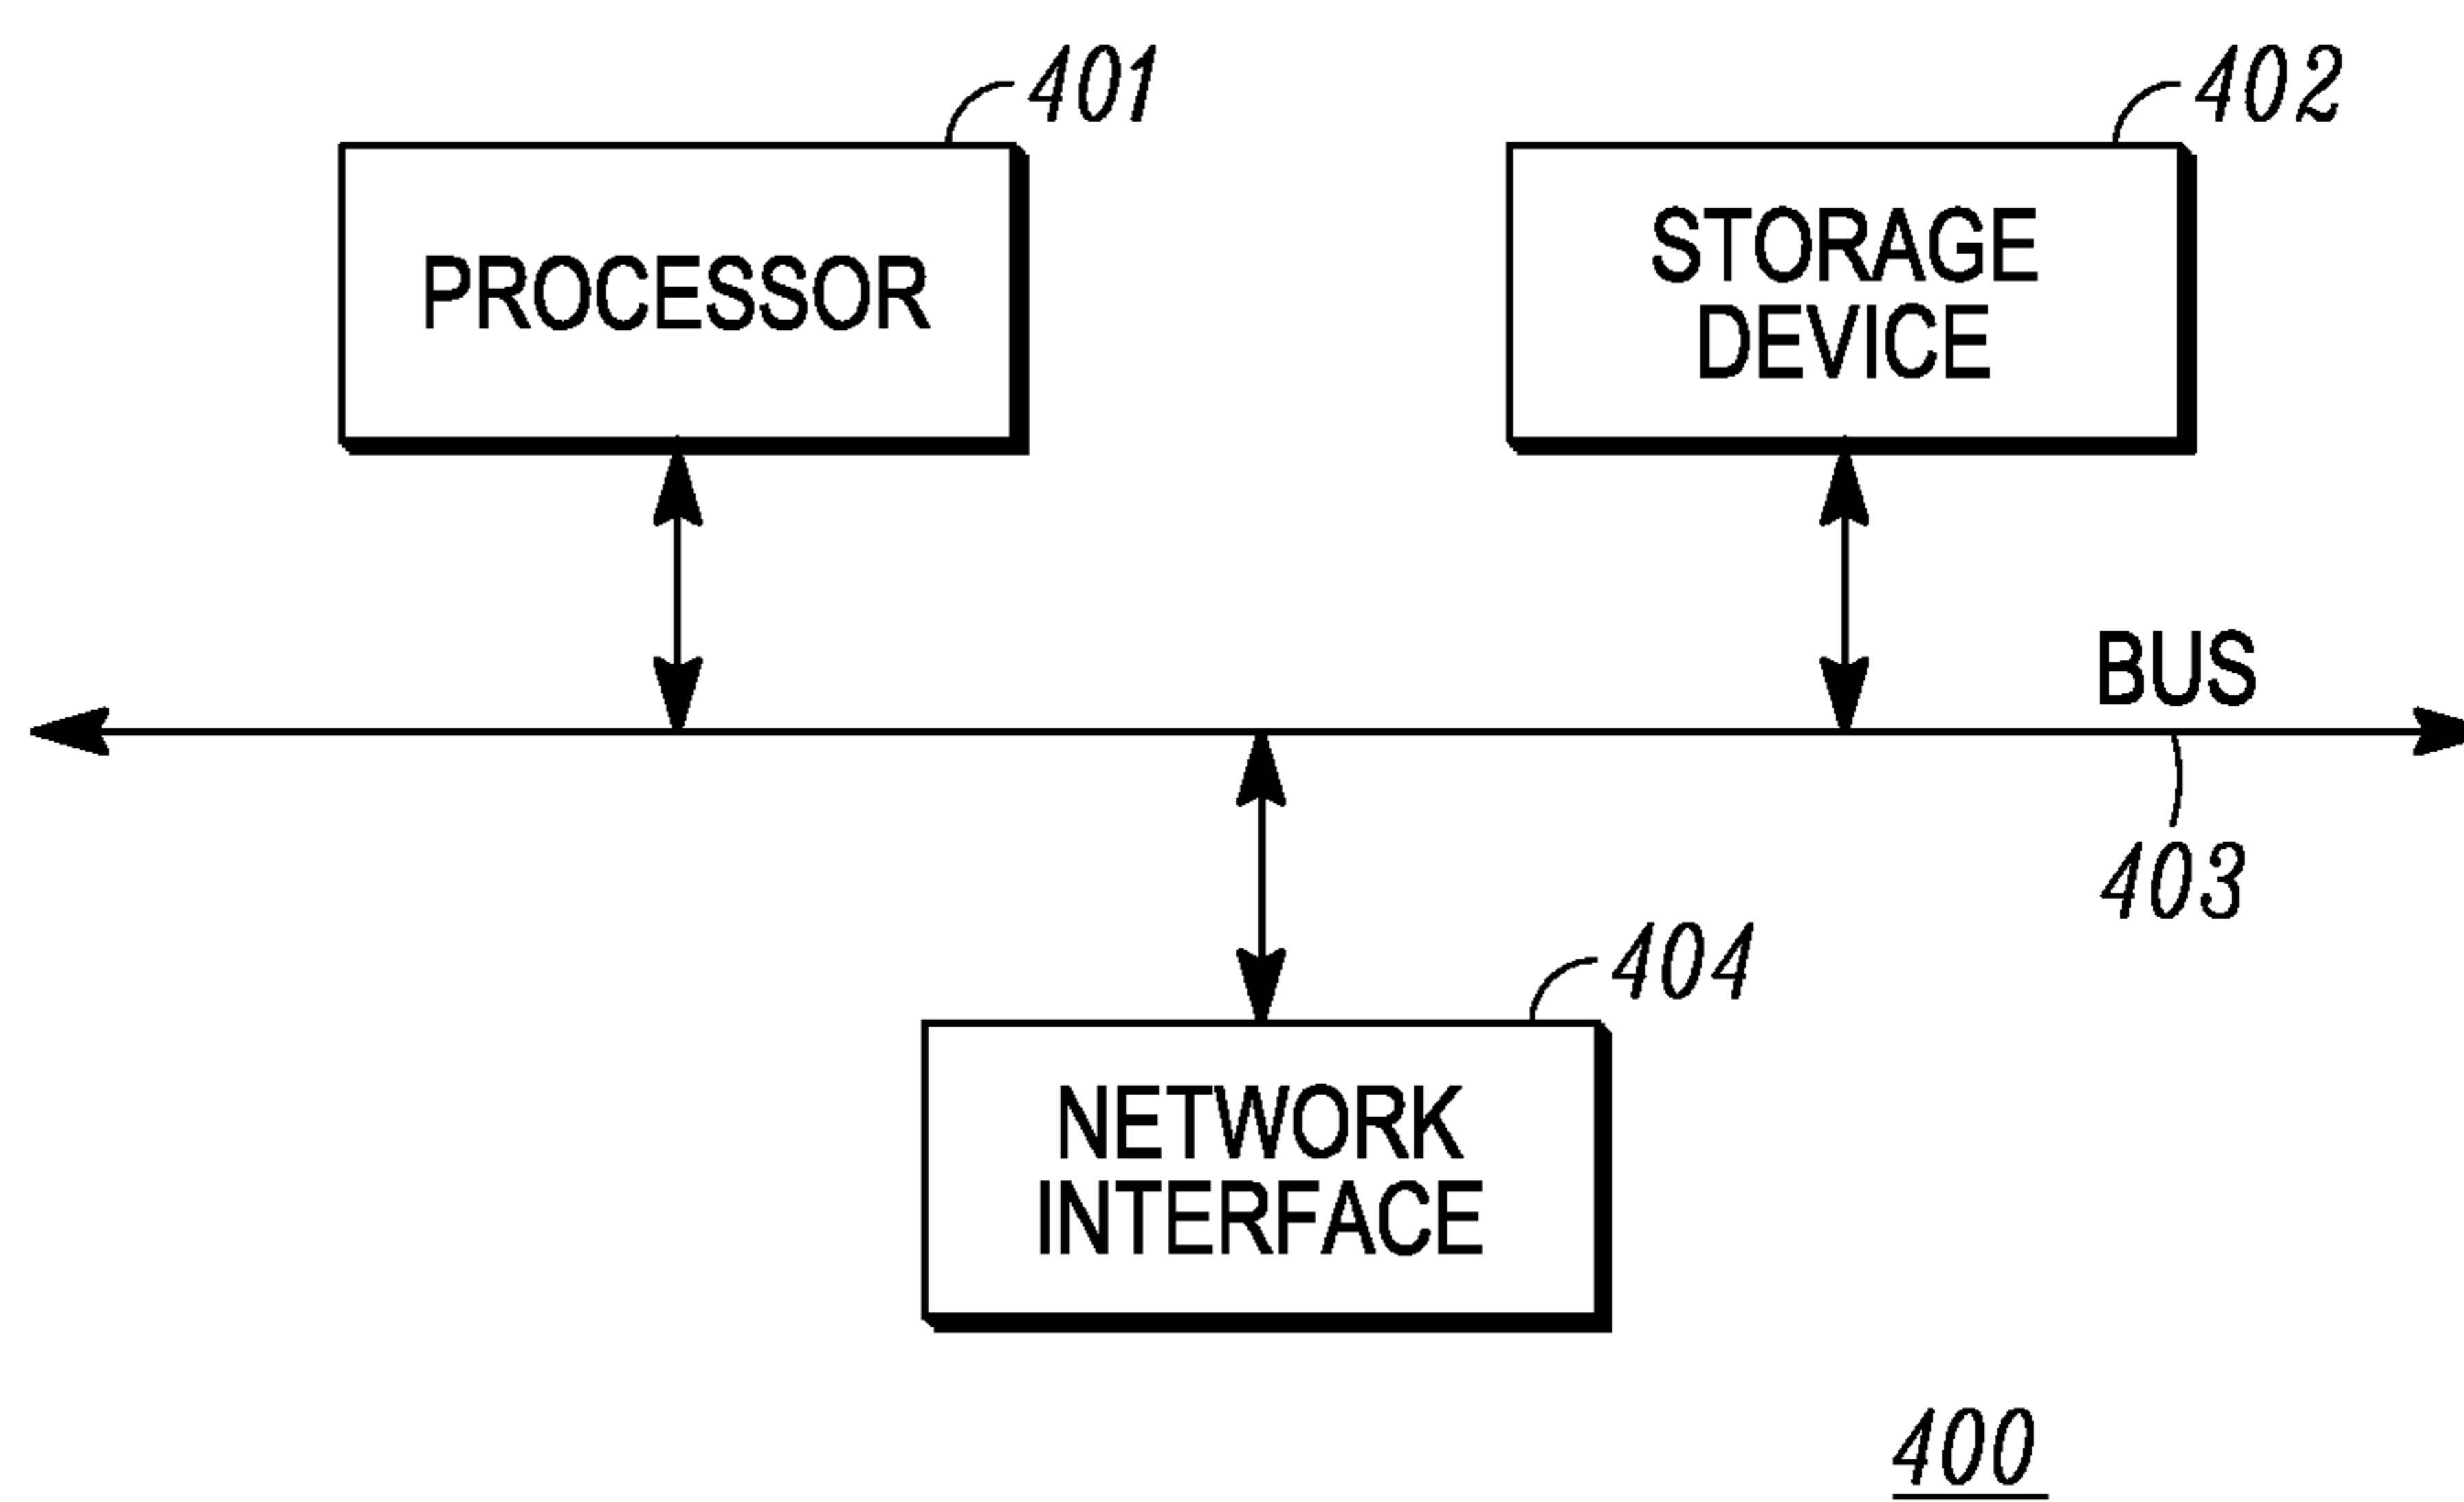 401
402
PROCESSOR
STORAGE
DEVICE
BUS
403
404
NETWORK
INTERFACE
400